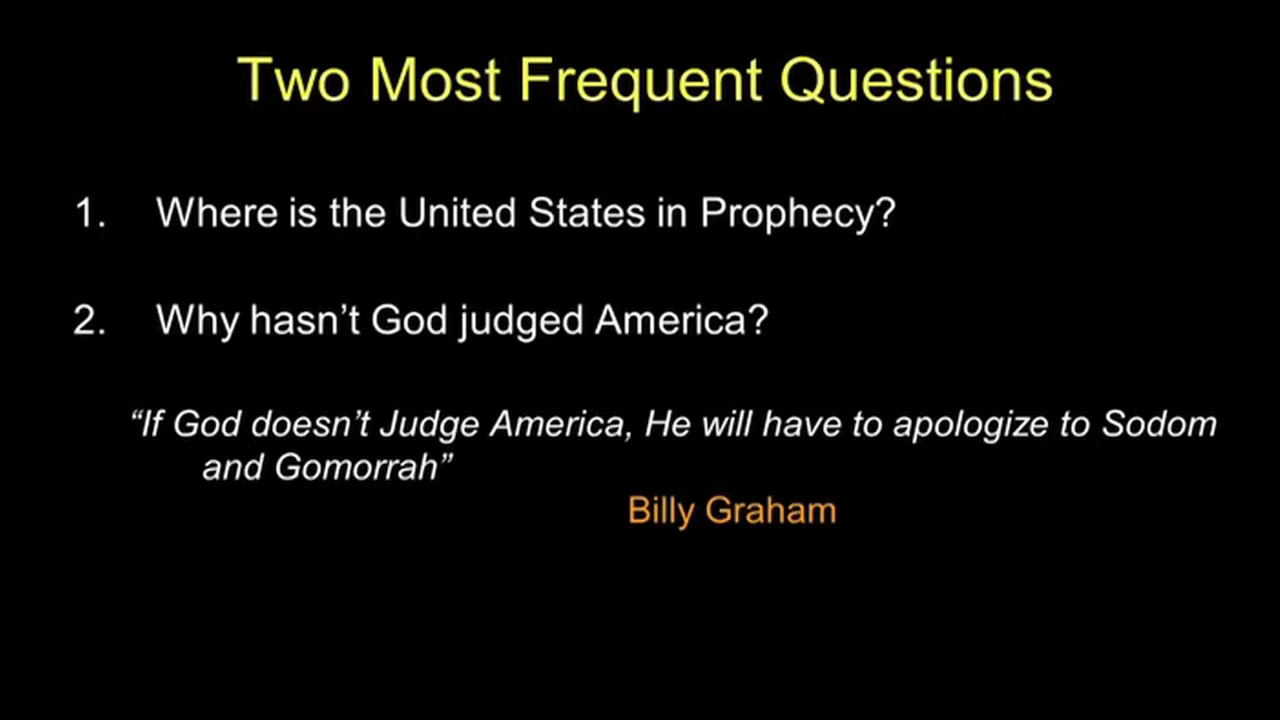 Two Most Frequent Questions
1. Where is the United States in Prophecy?
2. Why hasn’t God judged America?
“If God doesn’t Judge America, He will have to apologize to Sodom
and Gomorrah”
Billy Graham